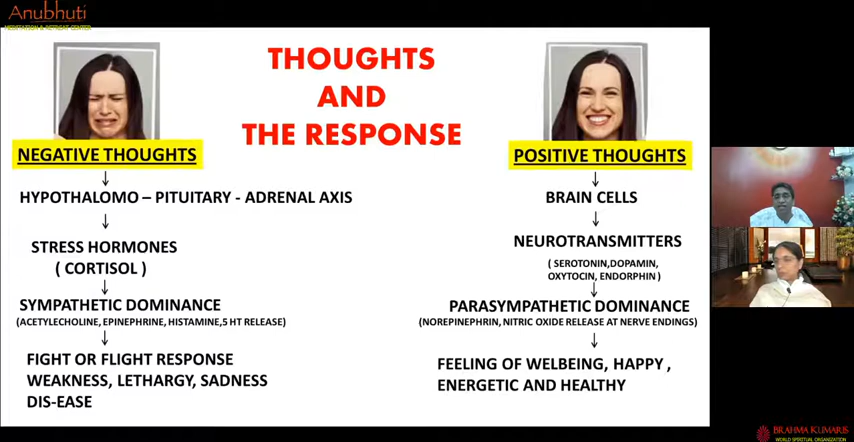 Anubhuti
MEDITATION & RETREAT CENTER
THOUGHTS
AND
THE RESPONSE
NEGATIVE THOUGHTS
HYPOTHALOMO – PITUITARY - ADRENAL AXIS
STRESS HORMONES
( CORTISOL )
SYMPATHETIC DOMINANCE
(ACETYLECHOLINE, EPINEPHRINE, HISTAMINE,5 HT RELEASE)
FIGHT OR FLIGHT RESPONSE
WEAKNESS, LETHARGY, SADNESS
DIS-EASE
POSITIVE THOUGHTS
BRAIN CELLS
NEUROTRANSMITTERS
( SEROTONIN,DOPAMIN,
OXYTOCIN, ENDORPHIN )
PARASYMPATHETIC DOMINANCE
(NOREPINEPHRIN, NITRIC OXIDE RELEASE AT NERVE ENDINGS)
FEELING OF WELBEING, HAPPY ,
ENERGETIC AND HEALTHY
BRAHMA KUMARIS
WORLD SPIRITUAL ORGANIZATION